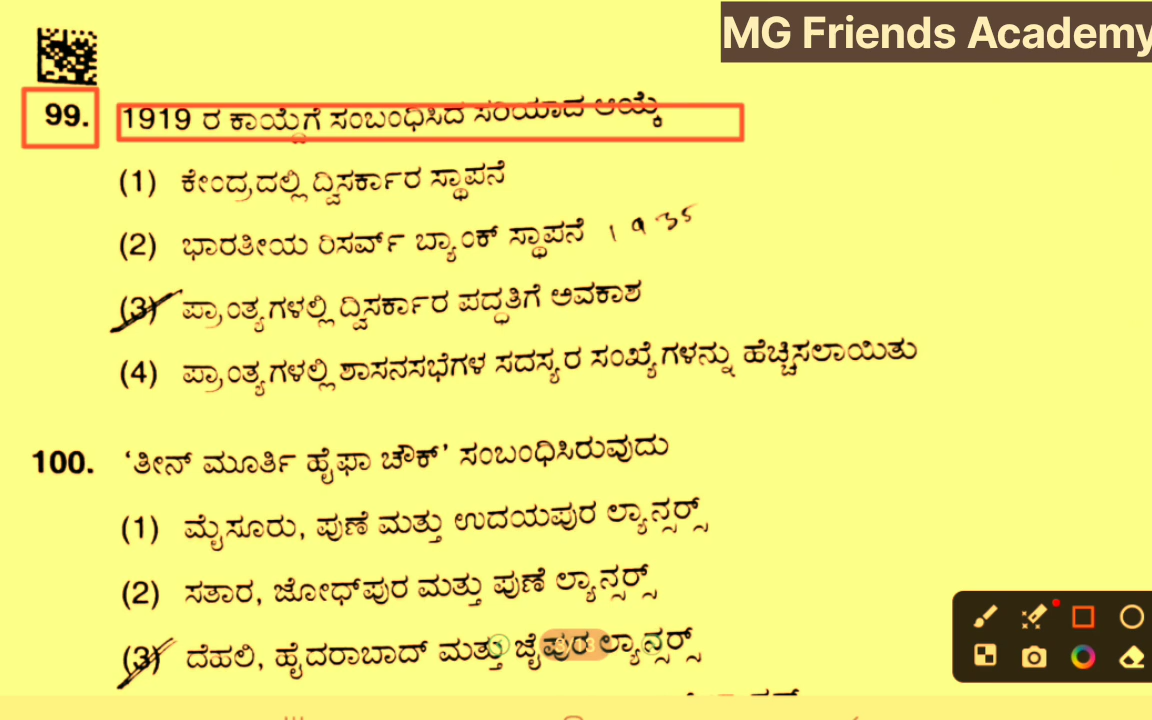 MG Friends Academy
99. 1919 ರ ಕಾಯ್ದೆಗೆ ಸಂಬಂಧಿಸಿದ ಸರಿಯಾದ ಆಯ್ಕೆ
(1) ಕೇಂದ್ರದಲ್ಲಿ ದ್ವಿಸರ್ಕಾರ ಸ್ಥಾಪನೆ
(2) ಭಾರತೀಯ ರಿಸರ್ವ್ ಬ್ಯಾಂಕ್ ಸ್ಥಾಪನೆ 1935
(3) ಪ್ರಾಂತ್ಯಗಳಲ್ಲಿ ದ್ವಿಸರ್ಕಾರ ಪದ್ಧತಿಗೆ ಅವಕಾಶ
(4) ಪ್ರಾಂತ್ಯಗಳಲ್ಲಿ ಶಾಸನಸಭೆಗಳ ಸದಸ್ಯರ ಸಂಖ್ಯೆಗಳನ್ನು ಹೆಚ್ಚಿಸಲಾಯಿತು
100. ‘ತೀನ್ ಮೂರ್ತಿ ಹೈಫಾ ಚೌಕ್’ ಸಂಬಂಧಿಸಿರುವುದು
(1) ಮೈಸೂರು, ಪುಣೆ ಮತ್ತು ಉದಯಪುರ ಲ್ಯಾನ್ಸರ್ಸ್
(2) ಸತಾರ, ಜೋಧ್‌ಪುರ ಮತ್ತು ಪುಣೆ ಲ್ಯಾನ್ಸರ್ಸ್
(3) ದೆಹಲಿ, ಹೈದರಾಬಾದ್ ಮತ್ತು ಜೈಪುರ ಲ್ಯಾನ್ಸರ್ಸ್